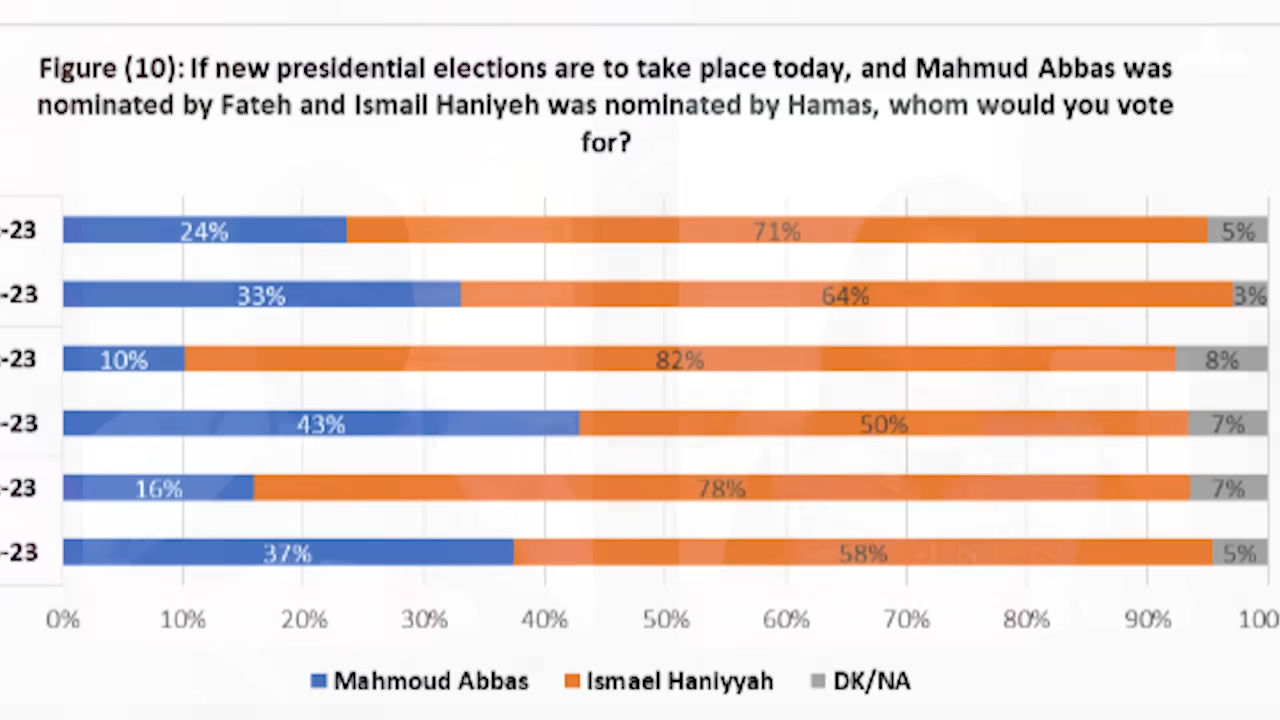 Figure (10): If new presidential elections are to take place today, and Mahmud Abbas was
nominated by Fateh and Ismail Haniyeh was nominated by Hamas, whom would you vote
for?
-23 24% 71% 5%
-23 33% 64% 3%
-23 10% 82% 8%
-23 43% 50% 7%
-23 16% 78% 7%
-23 37% 58% 5%
0% 10% 20% 30% 40% 50% 60% 70% 80% 90% 100
Mahmoud Abbas Ismael Haniyyah DK/NA